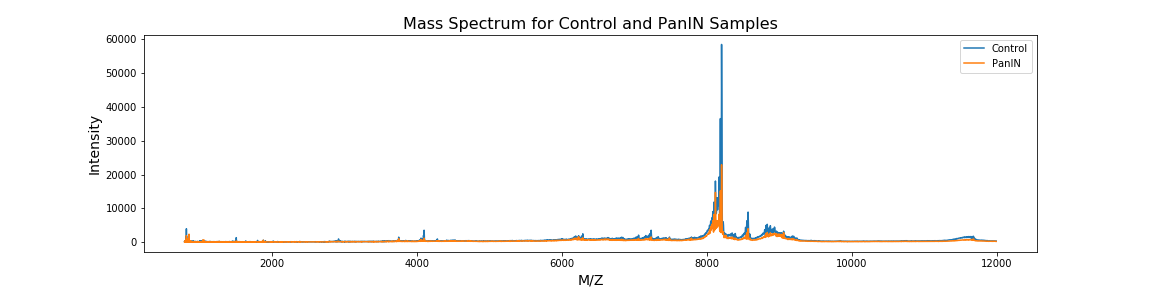 Mass Spectrum for Control and PanIN Samples
60000
50000
40000
30000
20000
10000
0
Intensity
Control
PanIN
2000
4000
6000
8000
10000
12000
M/Z